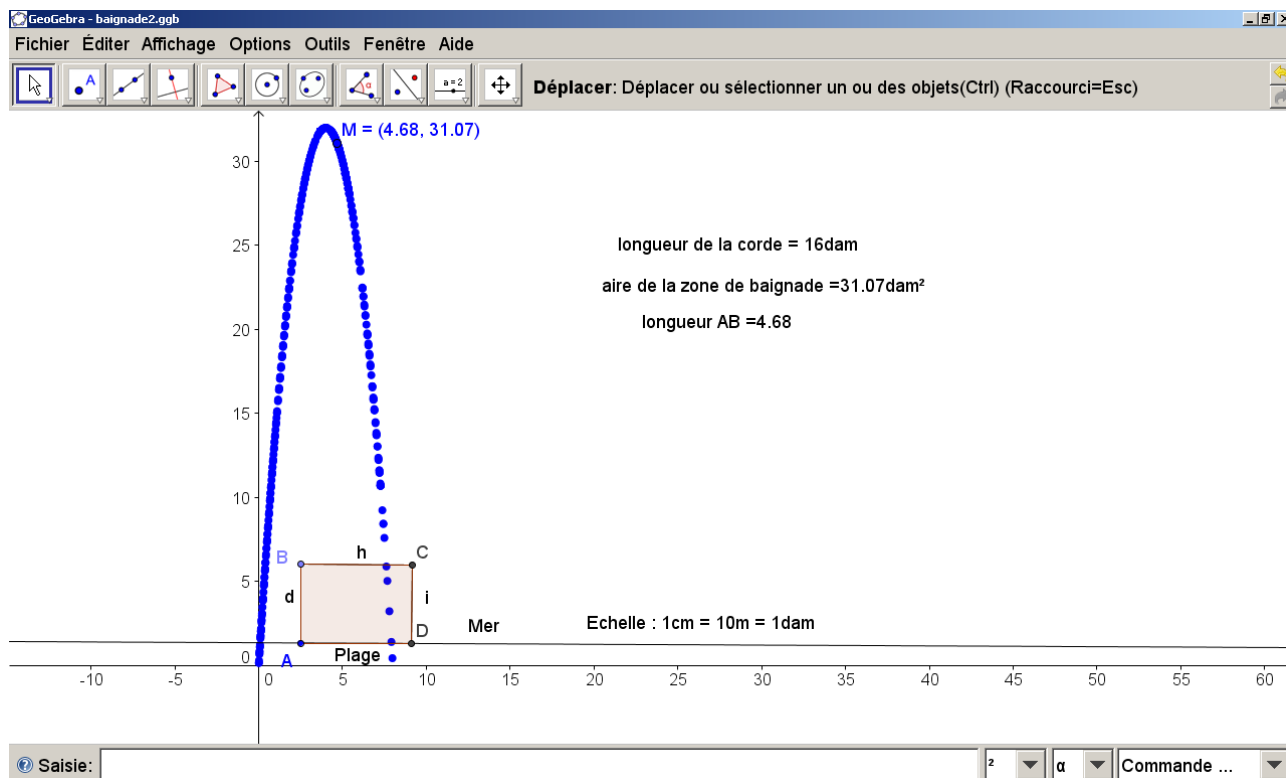 GeoGebra - baignade2.ggb
Fichier Éditer Affichage Options Outils Fenêtre Aide
A α a = 2 Déplacer: Déplacer ou sélectionner un ou des objets(Ctrl) (Raccourci=Esc)
M = (4.68, 31.07)
30
longueur de la corde = 16dam
25
aire de la zone de baignade =31.07dam²
longueur AB =4.68
20
15
10
B h C
5
d i
Mer Echelle : 1cm = 10m = 1dam
D
0 A Plage
-10 -5 0 5 10 15 20 25 30 35 40 45 50 55 60
Saisie: ² α Commande ...